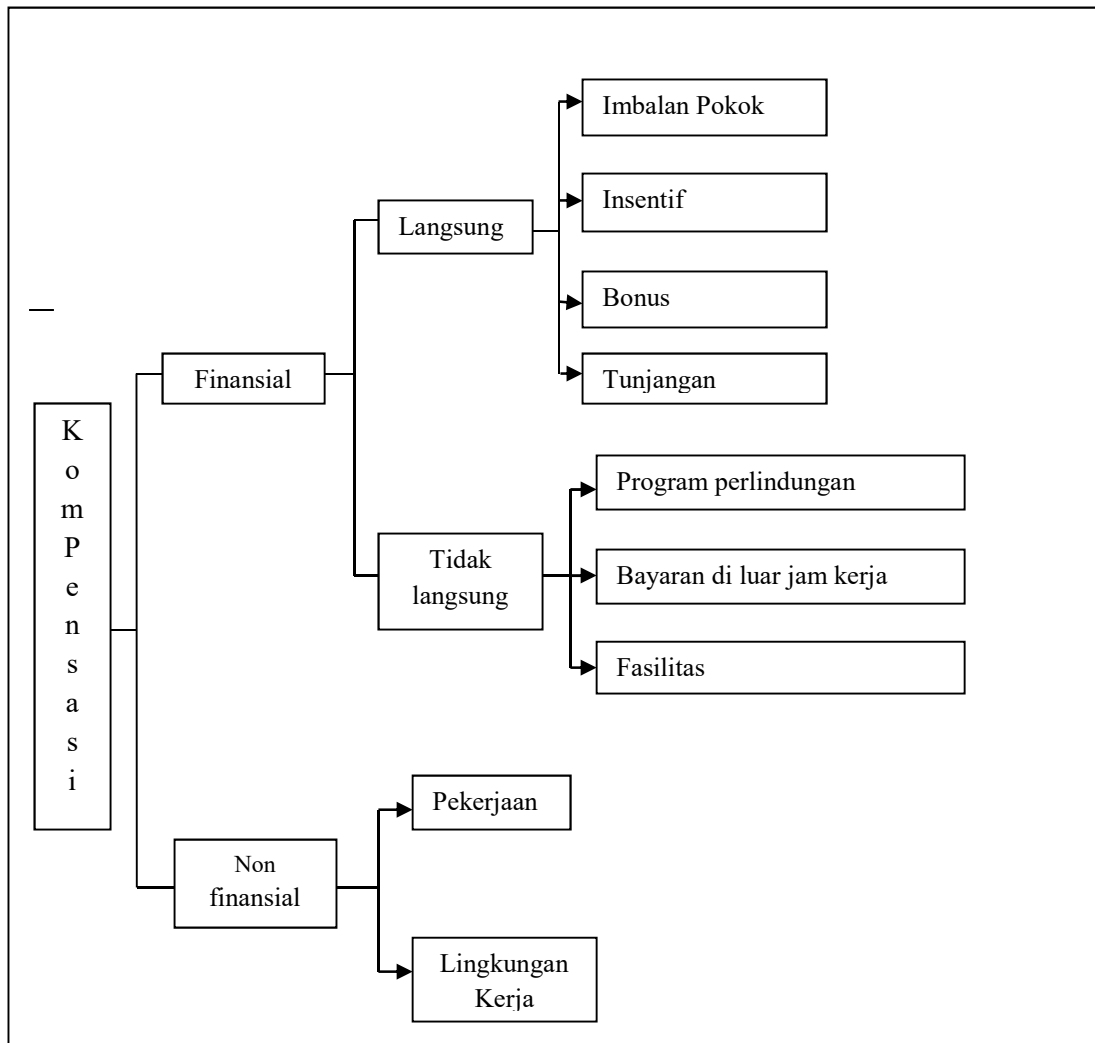 Imbalan Pokok
Insentif
Langsung
Bonus
Finansial
Tunjangan
K
o
m
P
e
n
s
a
s
i
Program perlindungan
Tidak
langsung
Bayaran di luar jam kerja
Fasilitas
Pekerjaan
Non
finansial
Lingkungan
Kerja